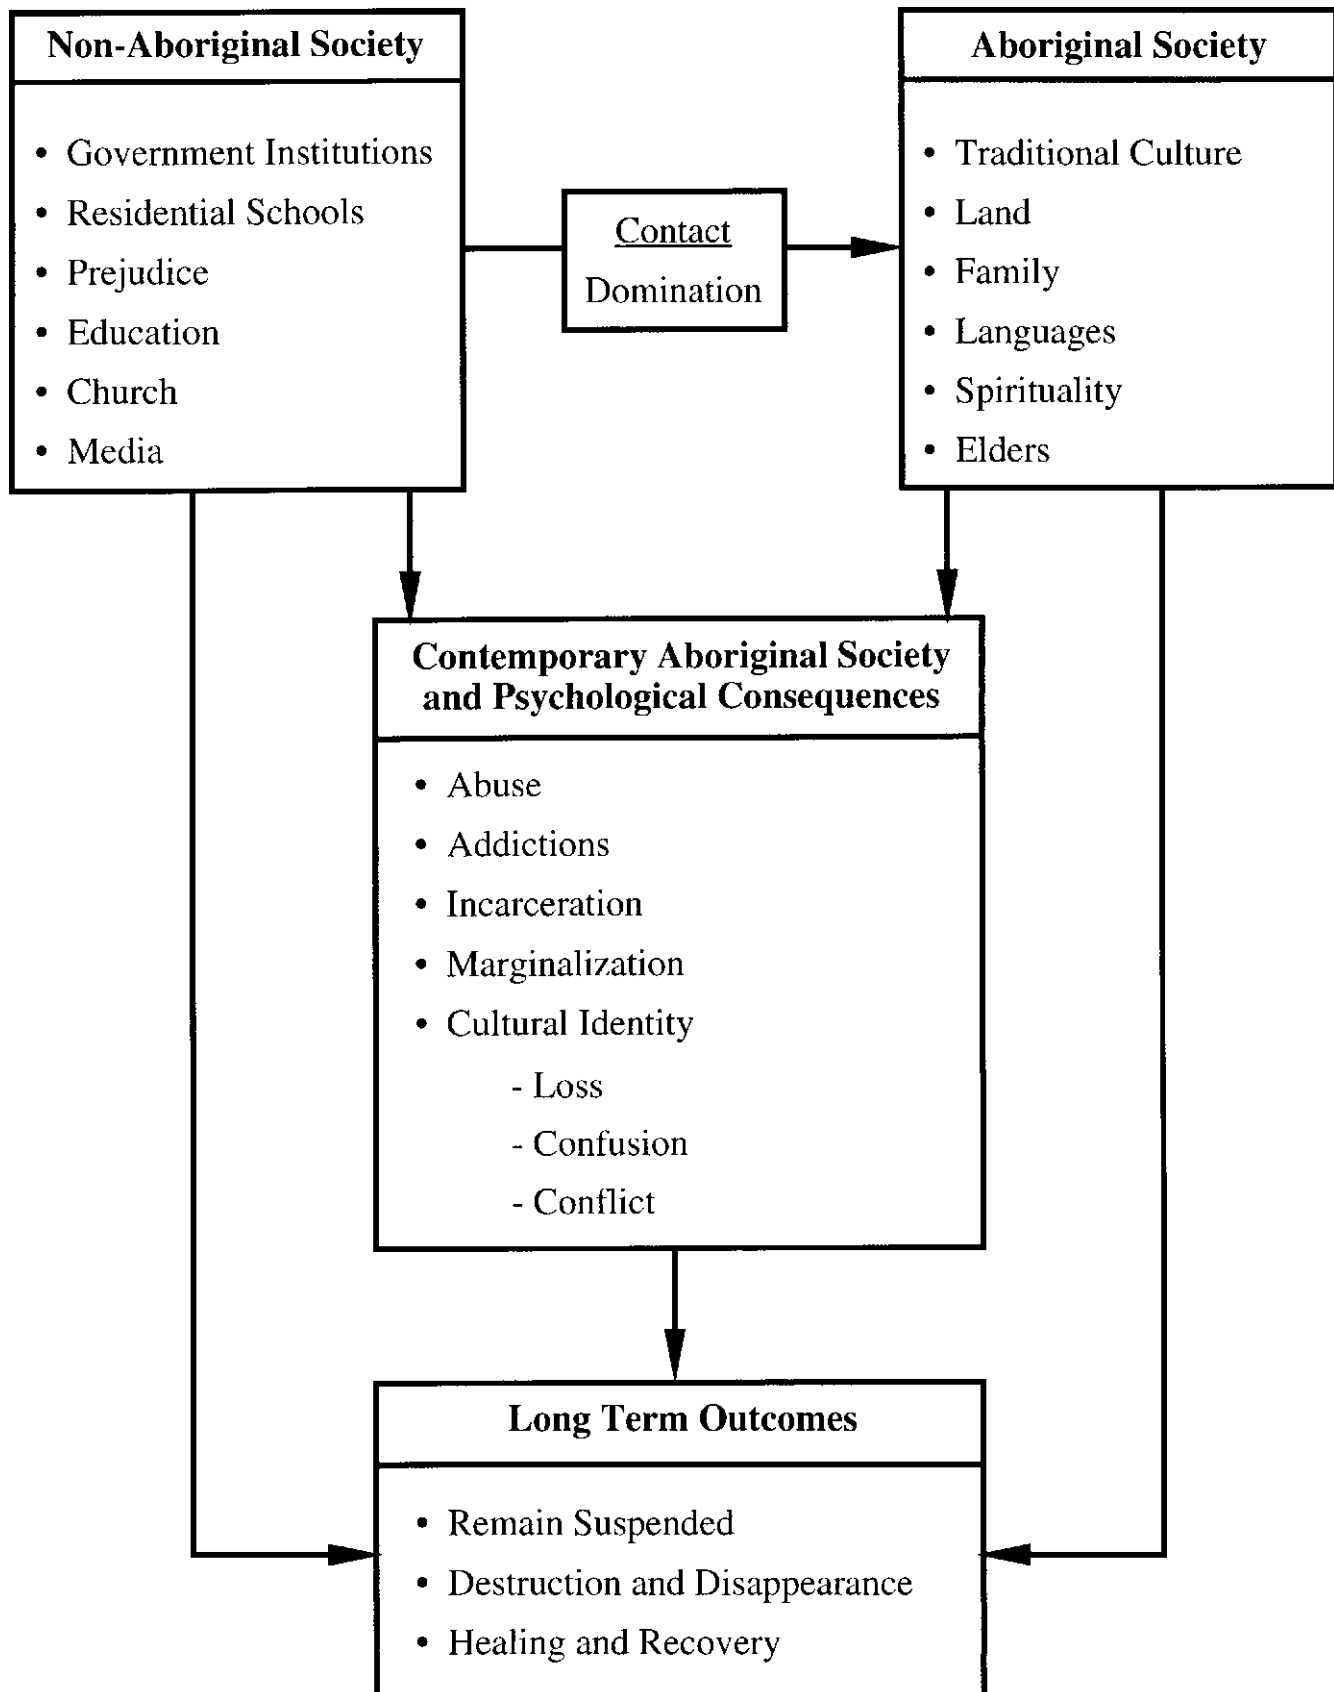 Non-Aboriginal Society
• Government Institutions
• Residential Schools
• Prejudice
• Education
• Church
• Media
Contact
Domination
Aboriginal Society
• Traditional Culture
• Land
• Family
• Languages
• Spirituality
• Elders
Contemporary Aboriginal Society
and Psychological Consequences
• Abuse
• Addictions
• Incarceration
• Marginalization
• Cultural Identity
- Loss
- Confusion
- Conflict
Long Term Outcomes
• Remain Suspended
• Destruction and Disappearance
• Healing and Recovery